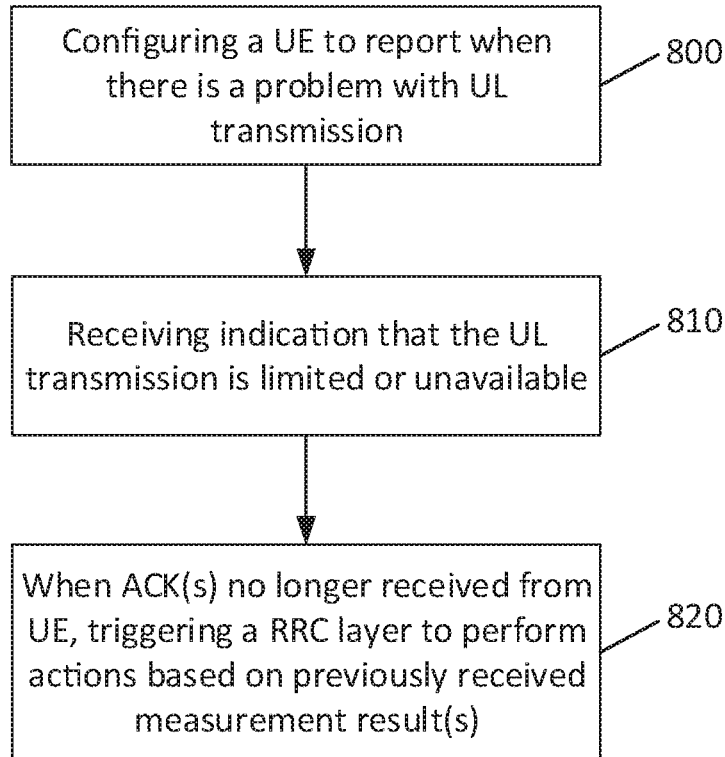 Configuring a UE to report when
there is a problem with UL
transmission
800
Receiving indication that the UL
transmission is limited or unavailable
810
When ACK(s) no longer received from
UE, triggering a RRC layer to perform
actions based on previously received
measurement result(s)
820